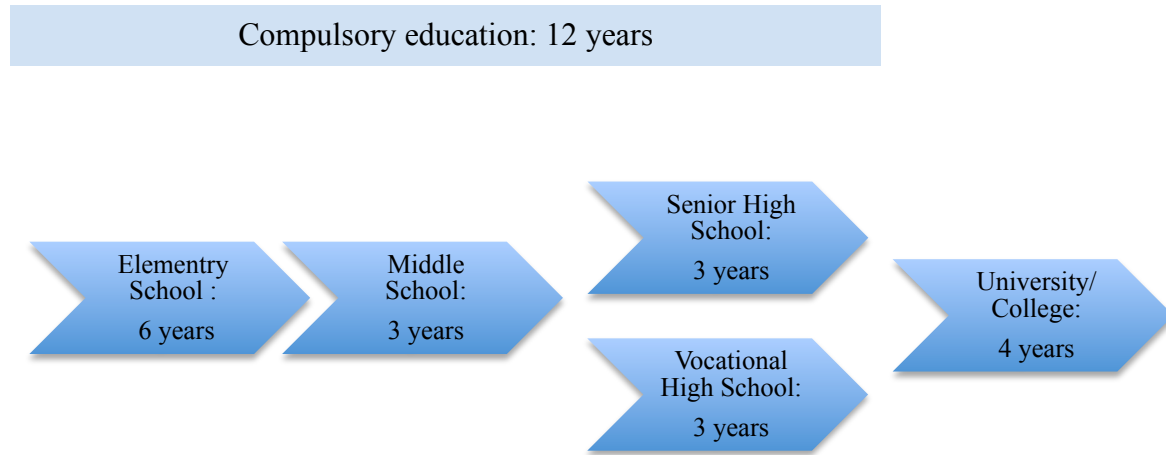 Compulsory education: 12 years
Elementry
School :
6 years
Middle
School:
3 years
Senior High
School:
3 years
Vocational
High School:
3 years
University/
College:
4 years